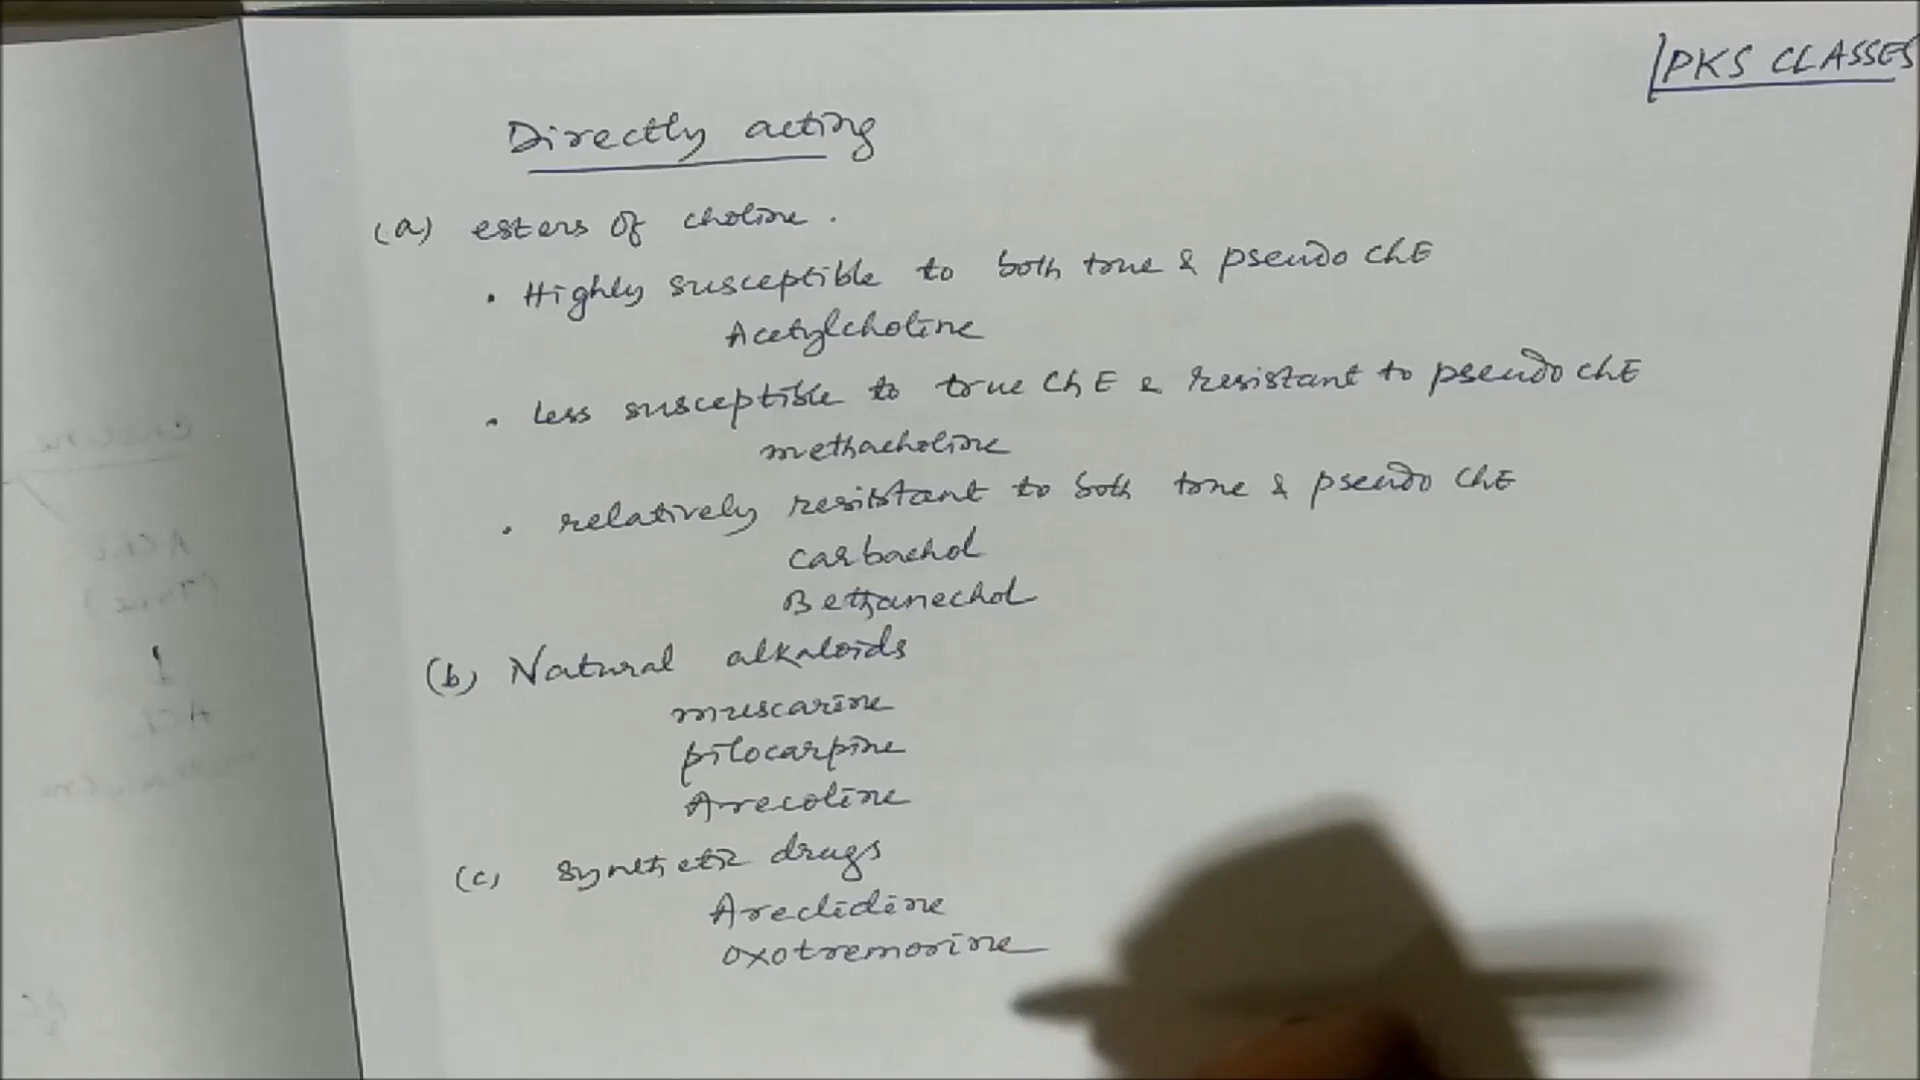 PKS CLASSES
Directly acting
(a) esters of choline.
• Highly susceptible to both true & pseudo ChE
Acetylcholine
• less susceptible to true ChE & resistant to pseudo ChE
methacholine
• relatively resistant to both true & pseudo ChE
carbachol
Bethanechol
(b) Natural alkaloids
muscarine
pilocarpine
Arecoline
(c) synthetic drugs
Areclidine
oxotremorine